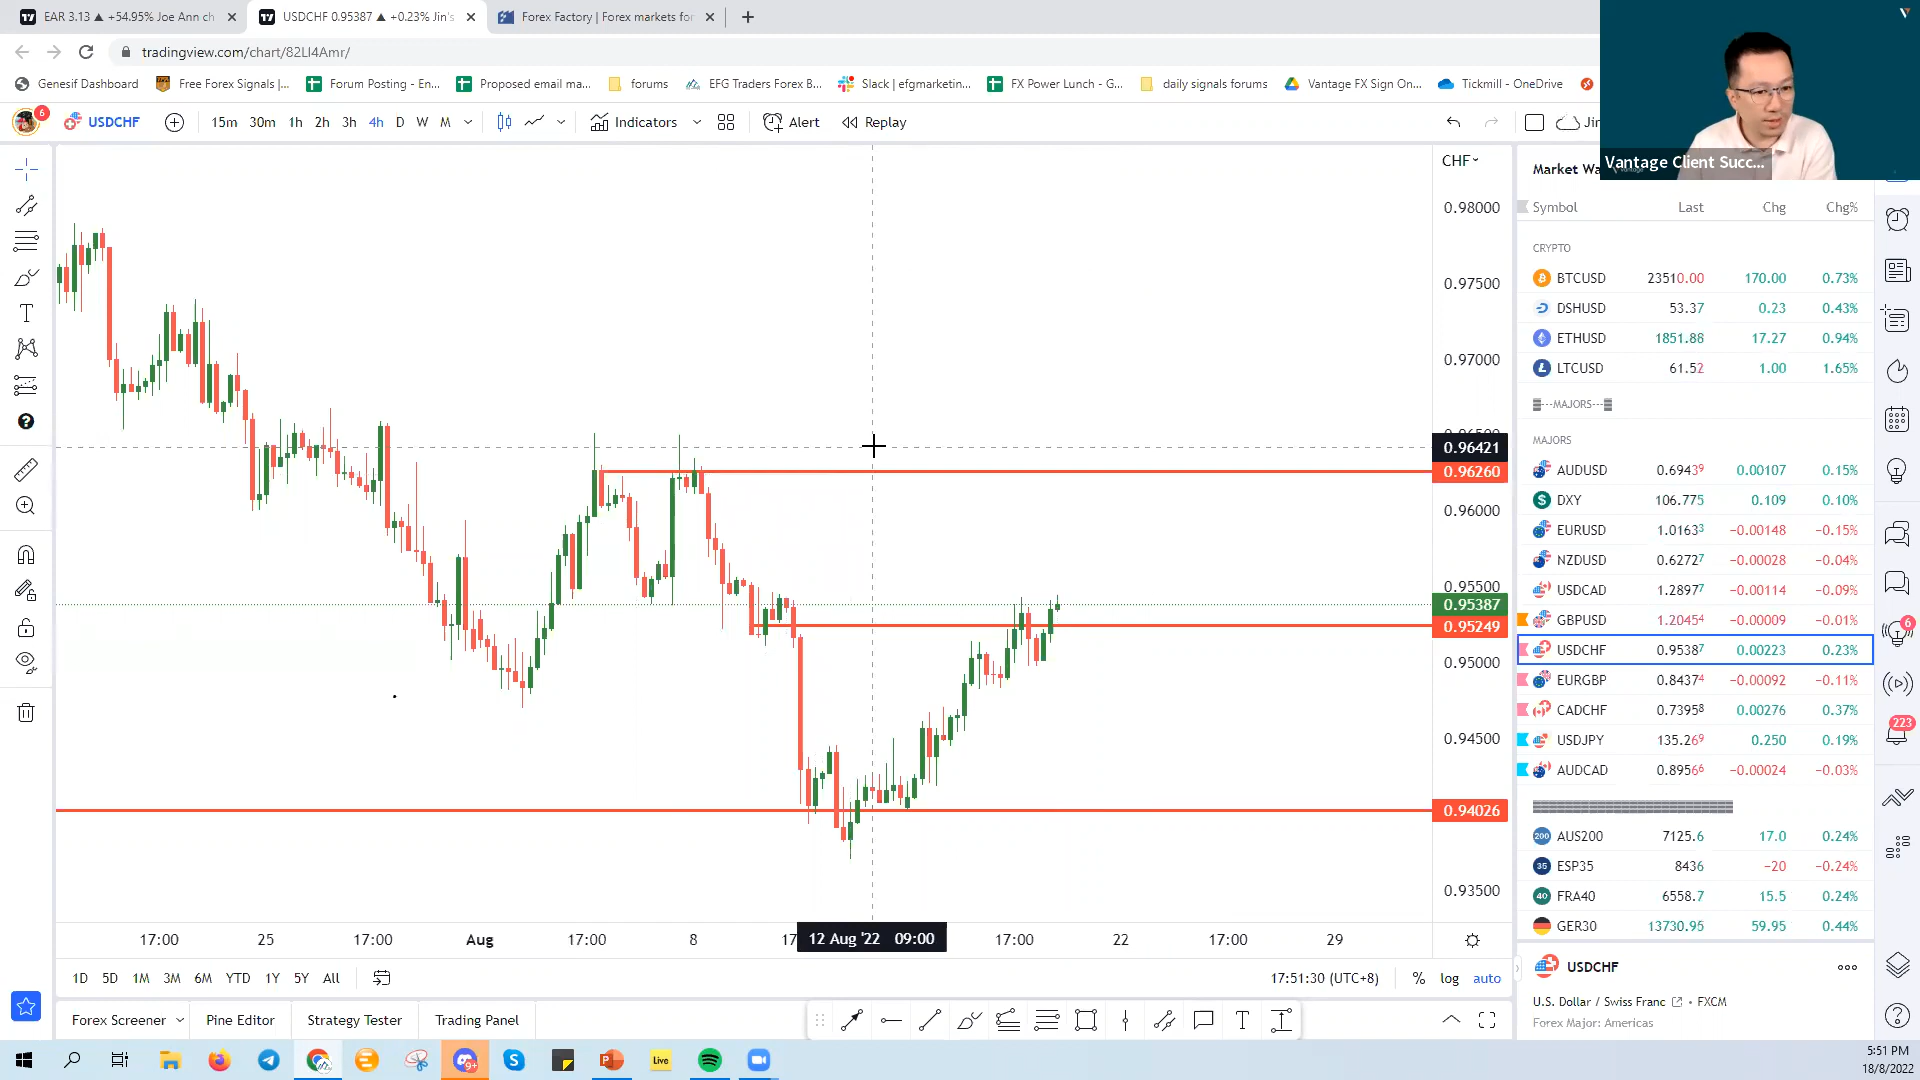 EAR 3.13 ▲ +54.95% Joe Ann ch
USDCHF 0.95387 ▲ +0.23% Jin's
Forex Factory | Forex markets for
tradingview.com/chart/82LI4Amr/
Genesif Dashboard
Free Forex Signals |...
Forum Posting - En...
Proposed email ma...
forums
EFG Traders Forex B...
Slack | efgmarketin...
FX Power Lunch - G...
daily signals forums
Vantage FX Sign On...
Tickmill - OneDrive
6
USDCHF
15m 30m 1h 2h 3h 4h D W M
Indicators
Alert
Replay
Vantage Client Succ...
CHF
0.98000
0.97500
0.97000
0.96421
0.96260
0.96000
0.95500
0.95387
0.95249
0.95000
0.94500
0.94026
0.93500
17:00 25 17:00 Aug 17:00 8 12 Aug '22 09:00 17:00 22 17:00 29
1D 5D 1M 3M 6M YTD 1Y 5Y All
17:51:30 (UTC+8) % log auto
Forex Screener Pine Editor Strategy Tester Trading Panel
Symbol Last Chg Chg%
CRYPTO
BTCUSD 23510.00 170.00 0.73%
DSHUSD 53.37 0.23 0.43%
ETHUSD 1851.88 17.27 0.94%
LTCUSD 61.52 1.00 1.65%
---MAJORS---
MAJORS
AUDUSD 0.69439 0.00107 0.15%
DXY 106.775 0.109 0.10%
EURUSD 1.01633 −0.00148 −0.15%
NZDUSD 0.62727 −0.00028 −0.04%
USDCAD 1.28977 −0.00114 −0.09%
GBPUSD 1.20454 −0.00009 −0.01%
USDCHF 0.95387 0.00223 0.23%
EURGBP 0.84374 −0.00092 −0.11%
CADCHF 0.73958 0.00276 0.37%
USDJPY 135.269 0.250 0.19%
AUDCAD 0.89566 −0.00024 −0.03%
AUS200 7125.6 17.0 0.24%
ESP35 8436 −20 −0.24%
FRA40 6558.7 15.5 0.24%
GER30 13730.95 59.95 0.44%
USDCHF
U.S. Dollar / Swiss Franc • FXCM
Forex Major: Americas
6
223
Live
9+
5:51 PM
18/8/2022